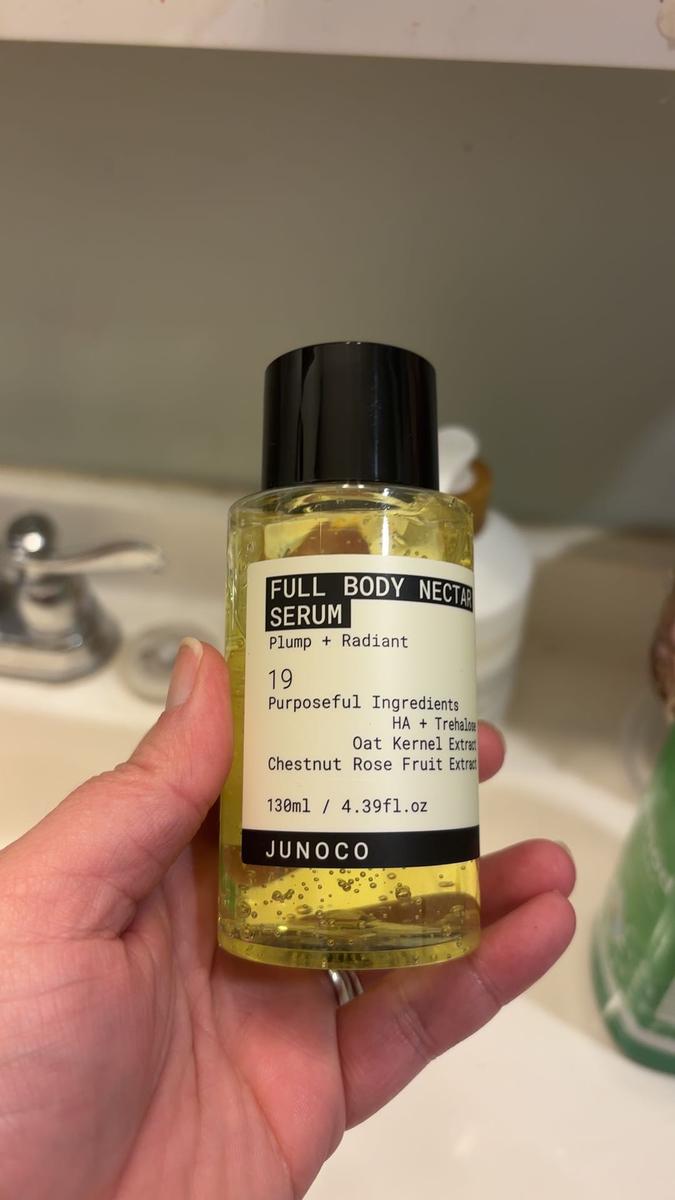 FULL BODY NECTAR
SERUM
Plump + Radiant
19
Purposeful Ingredients
HA + Trehalose
Oat Kernel Extract
Chestnut Rose Fruit Extract
130ml / 4.39fl.oz
JUNOCO